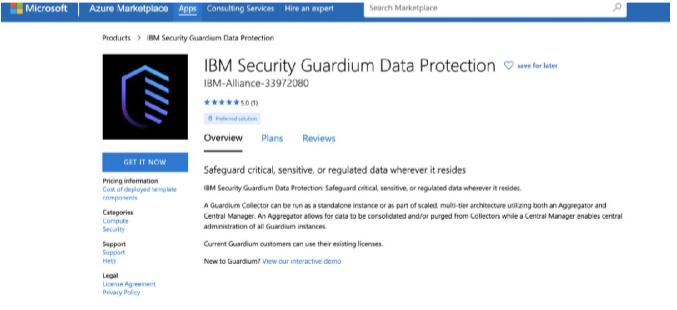 Microsoft Azure Marketplace Apps Consulting Services Hire an expert Search Marketplace
Products > IBM Security Guardium Data Protection
IBM Security Guardium Data Protection save for later
IBM-Alliance-33972080
5.0 (1)
Preferred solution
Overview Plans Reviews
GET IT NOW
Pricing information
Cost of deployed template
components
Categories
Compute
Security
Support
Support
Help
Legal
License Agreement
Privacy Policy
Safeguard critical, sensitive, or regulated data wherever it resides
IBM Security Guardium Data Protection: Safeguard critical, sensitive, or regulated data wherever it resides.
A Guardium Collector can be run as a standalone instance or as part of scaled, multi-tier architecture utilizing both an Aggregator and
Central Manager. An Aggregator allows for data to be consolidated and/or purged from Collectors while a Central Manager enables central
administration of all Guardium instances.
Current Guardium customers can use their existing licenses.
New to Guardium? View our interactive demo